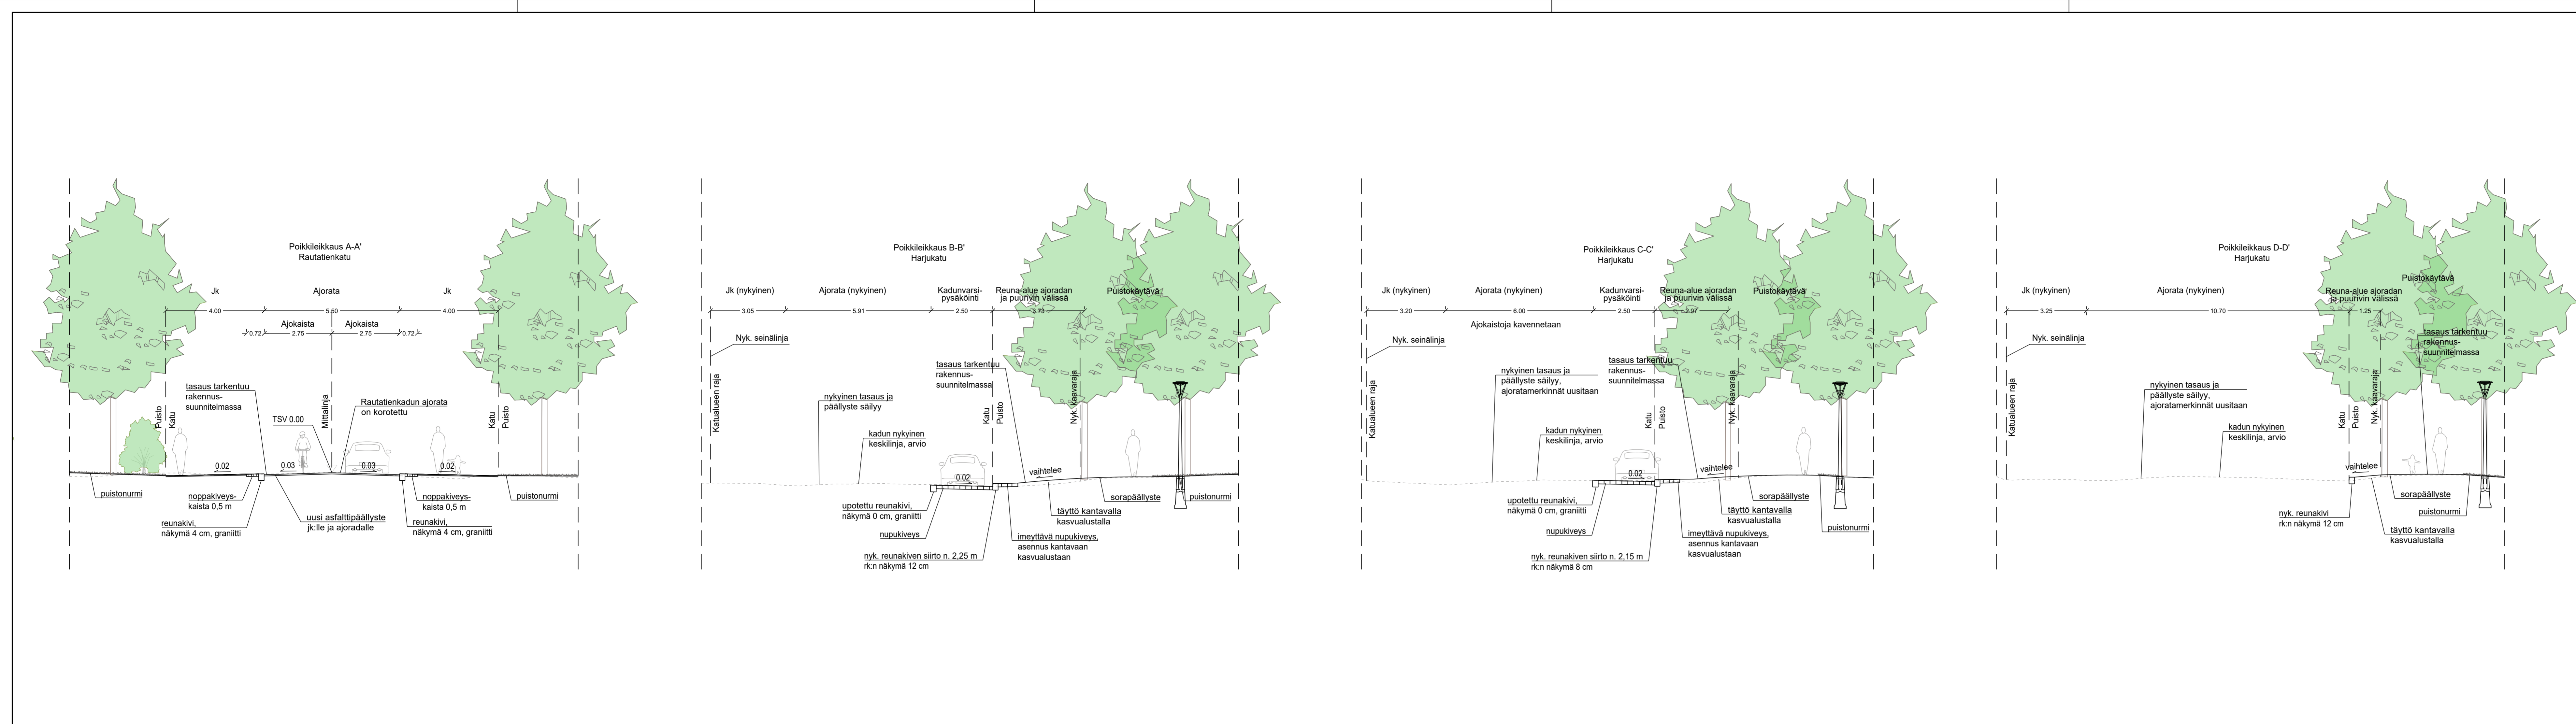 Poikkileikkaus A-A'
Rautatienkatu
Jk
Ajorata
Jk
4.00
5.50
4.00
Ajokaista
Ajokaista
0.72
2.75
2.75
0.72
tasaus tarkentuu
rakennus-
suunnitelmassa
TSV 0.00
Mittalinja
Rautatienkadun ajorata
on korotettu
Puisto
Katu
Katu
Puisto
0.02
0.03
0.03
0.02
puistonurmi
noppakiveys-
kaista 0,5 m
reunakivi,
näkymä 4 cm, graniitti
uusi asfalttipäällyste
jk:lle ja ajoradalle
noppakiveys-
kaista 0,5 m
reunakivi,
näkymä 4 cm, graniitti
puistonurmi
Poikkileikkaus B-B'
Harjukatu
Jk (nykyinen)
Ajorata (nykyinen)
Kadunvarsi-
pysäköinti
Reuna-alue ajoradan
ja puurivin välissä
Puistokäytävä
3.05
5.91
2.50
3.73
Nyk. seinälinja
Katualueen raja
tasaus tarkentuu
rakennus-
suunnitelmassa
nykyinen tasaus ja
päällyste säilyy
kadun nykyinen
keskilinja, arvio
Katu
Puisto
Nyk. kaavaraja
0.02
vaihtelee
upotettu reunakivi,
näkymä 0 cm, graniitti
nupukiveys
nyk. reunakiven siirto n. 2,25 m
rk:n näkymä 12 cm
imeyttävä nupukiveys,
asennus kantavaan
kasvualustaan
täyttö kantavalla
kasvualustalla
sorapäällyste
puistonurmi
Poikkileikkaus C-C'
Harjukatu
Jk (nykyinen)
Ajorata (nykyinen)
Kadunvarsi-
pysäköinti
Reuna-alue ajoradan
ja puurivin välissä
Puistokäytävä
3.20
6.00
2.50
2.97
Ajokaistoja kavennetaan
Nyk. seinälinja
Katualueen raja
nykyinen tasaus ja
päällyste säilyy,
ajoratamerkinnät uusitaan
tasaus tarkentuu
rakennus-
suunnitelmassa
kadun nykyinen
keskilinja, arvio
Katu
Puisto
Nyk. kaavaraja
0.02
vaihtelee
upotettu reunakivi,
näkymä 0 cm, graniitti
nupukiveys
nyk. reunakiven siirto n. 2,15 m
rk:n näkymä 8 cm
imeyttävä nupukiveys,
asennus kantavaan
kasvualustaan
täyttö kantavalla
kasvualustalla
sorapäällyste
puistonurmi
Poikkileikkaus D-D'
Harjukatu
Jk (nykyinen)
Ajorata (nykyinen)
Reuna-alue ajoradan
ja puurivin välissä
Puistokäytävä
3.25
10.70
1.25
Nyk. seinälinja
Katualueen raja
nykyinen tasaus ja
päällyste säilyy,
ajoratamerkinnät uusitaan
kadun nykyinen
keskilinja, arvio
tasaus tarkentuu
rakennus-
suunnitelmassa
Katu
Puisto
Nyk. kaavaraja
vaihtelee
nyk. reunakivi
rk:n näkymä 12 cm
sorapäällyste
puistonurmi
täyttö kantavalla
kasvualustalla